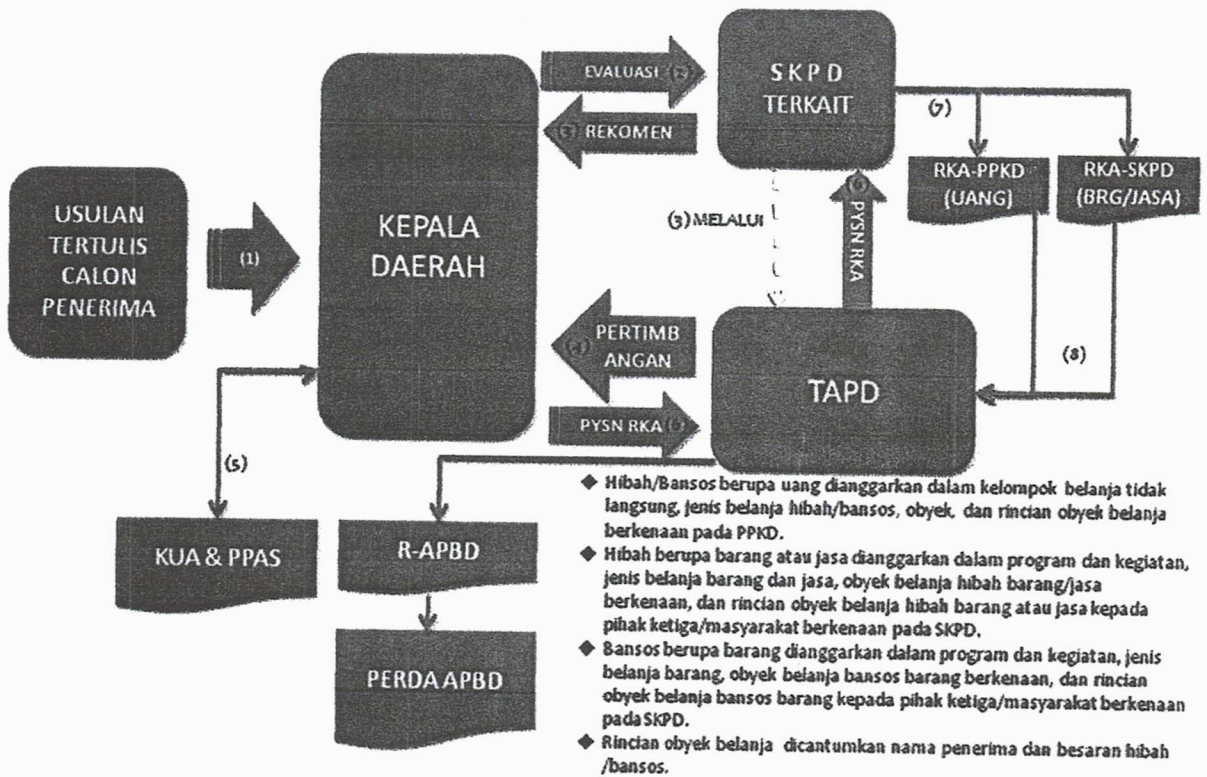 EVALUASI (2)
(3) REKOMEN
SKPD
TERKAIT
(7)
RKA-PPKD
(UANG)
RKA-SKPD
(BRG/JASA)
USULAN
TERTULIS
CALON
PENERIMA
(1)
KEPALA
DAERAH
(3) MELALUI
PYSN RKA
(4)
PERTIMB
ANGAN
PYSN RKA
TAPD
(8)
(5)
KUA & PPAS
R-APBD
PERDA APBD
◆ Hibah/Bansos berupa uang dianggarkan dalam kelompok belanja tidak
langsung, jenis belanja hibah/bansos, obyek, dan rincian obyek belanja
berkenaan pada PPKD.
◆ Hibah berupa barang atau jasa dianggarkan dalam program dan kegiatan,
jenis belanja barang dan jasa, obyek belanja hibah barang/jasa
berkenaan, dan rincian obyek belanja hibah barang atau jasa kepada
pihak ketiga/masyarakat berkenaan pada SKPD.
◆ Bansos berupa barang dianggarkan dalam program dan kegiatan, jenis
belanja barang, obyek belanja bansos barang berkenaan, dan rincian
obyek belanja bansos barang kepada pihak ketiga/masyarakat berkenaan
pada SKPD.
◆ Rincian obyek belanja dicantumkan nama penerima dan besaran hibah
/bansos.